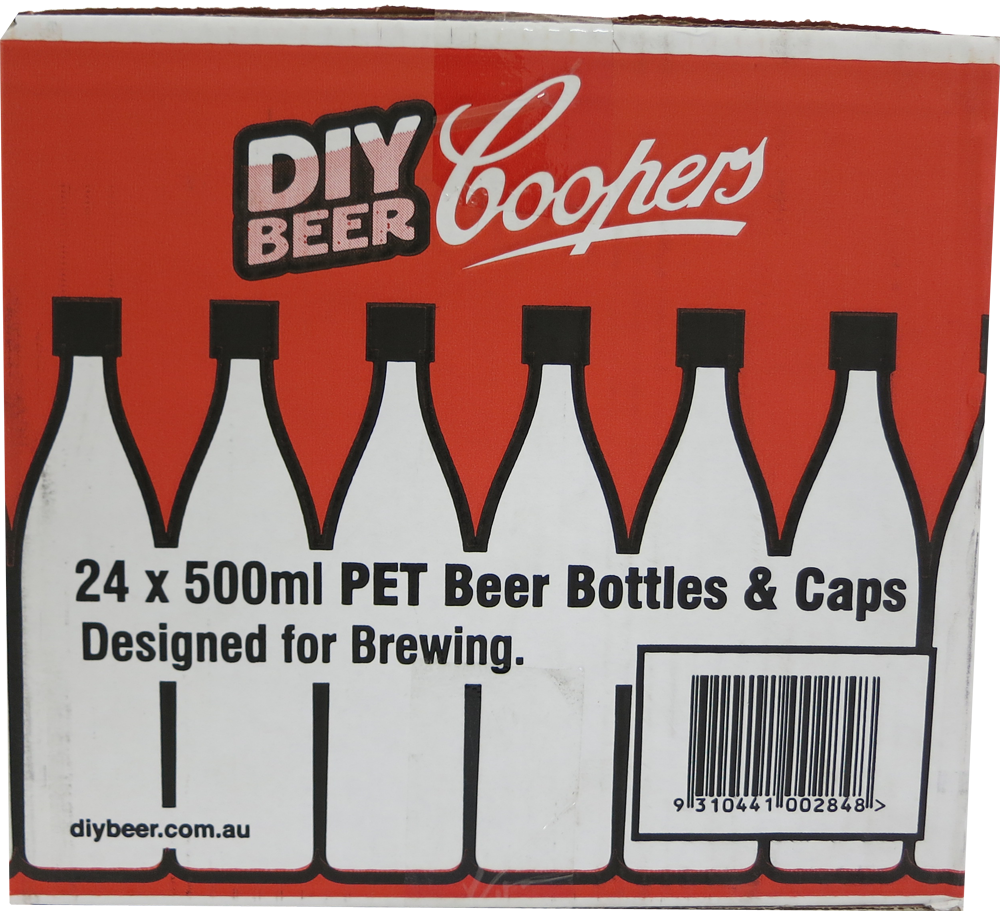 DIY
BEER
Coopers
24 x 500ml PET Beer Bottles & Caps
Designed for Brewing.
diybeer.com.au
9 310441 002848 >